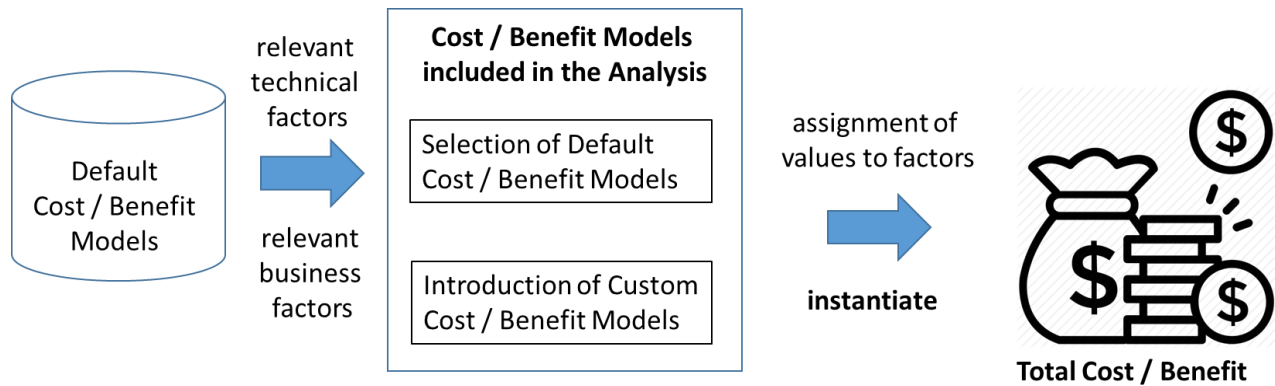 Default
Cost / Benefit
Models
relevant
technical
factors
relevant
business
factors
Cost / Benefit Models
included in the Analysis
Selection of Default
Cost / Benefit Models
Introduction of Custom
Cost / Benefit Models
assignment of
values to factors
instantiate
$
$
$
Total Cost / Benefit